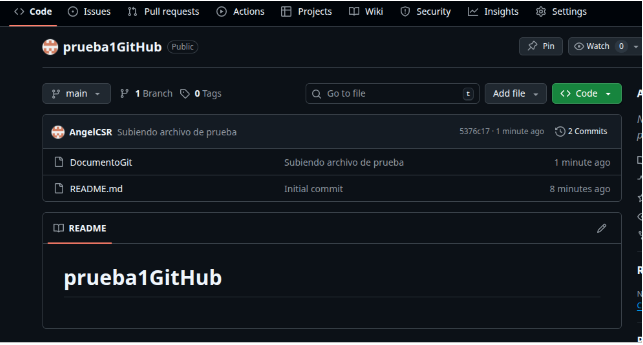 Code Issues Pull requests Actions Projects Wiki Security Insights Settings
prueba1GitHub Public Pin Watch 0
main 1 Branch 0 Tags Go to file t Add file Code
AngelCSR Subiendo archivo de prueba 5376c17 · 1 minute ago 2 Commits
DocumentoGit Subiendo archivo de prueba 1 minute ago
README.md Initial commit 8 minutes ago
README
prueba1GitHub